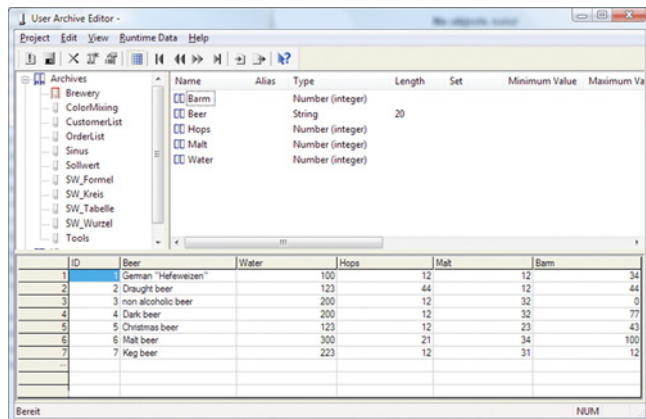 User Archive Editor -
Project Edit View Runtime Data Help
Archives
Brewery
ColorMixing
CustomerList
OrderList
Sinus
Sollwert
SW_Formel
SW_Kreis
SW_Tabelle
SW_Wurzel
Tools
Name Alias Type Length Set Minimum Value Maximum Va
Barm Number (integer)
Beer String 20
Hops Number (integer)
Malt Number (integer)
Water Number (integer)
ID Beer Water Hops Malt Barm
1 1 German "Hefeweizen" 100 12 12 34
2 2 Draught beer 123 44 12 44
3 3 non alcoholic beer 200 12 32 0
4 4 Dark beer 200 12 32 77
5 5 Christmas beer 123 12 23 43
6 6 Malt beer 300 21 34 100
7 7 Keg beer 223 12 31 12
Bereit NUM